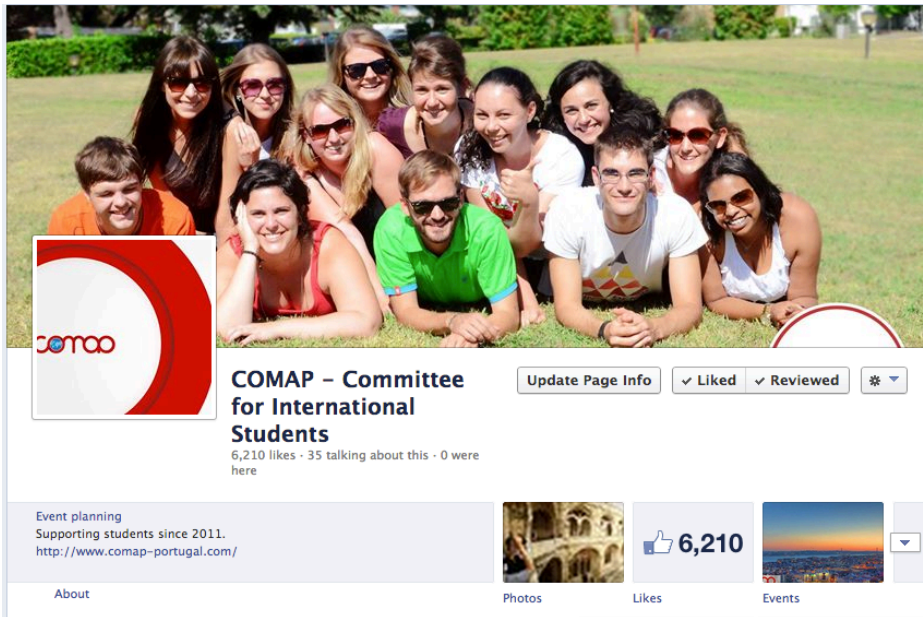 comap
COMAP – Committee
for International
Students
Update Page Info
✓ Liked
✓ Reviewed
6,210 likes · 35 talking about this · 0 were
here
Event planning
Supporting students since 2011.
http://www.comap-portugal.com/
About
6,210
Photos
Likes
Events